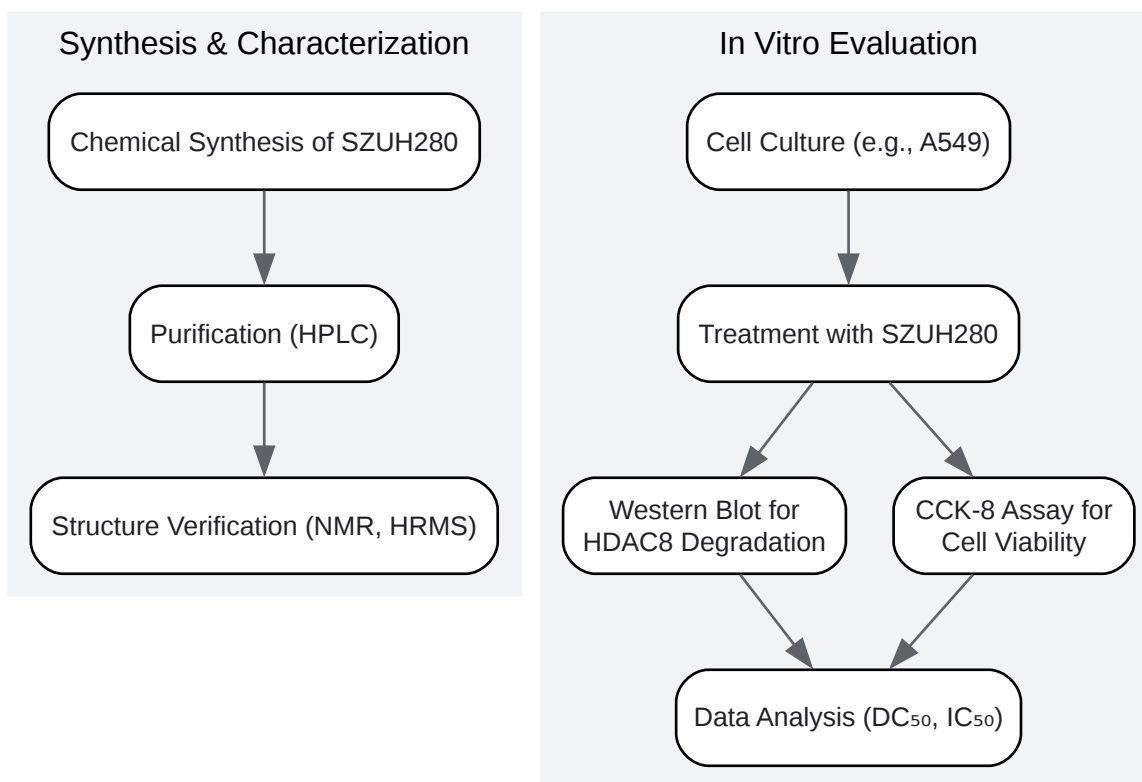 Synthesis & Characterization
Chemical Synthesis of SZUH280
Purification (HPLC)
Structure Verification (NMR, HRMS)
In Vitro Evaluation
Cell Culture (e.g., A549)
Treatment with SZUH280
Western Blot for
HDAC8 Degradation
CCK-8 Assay for
Cell Viability
Data Analysis (DC₅₀, IC₅₀)